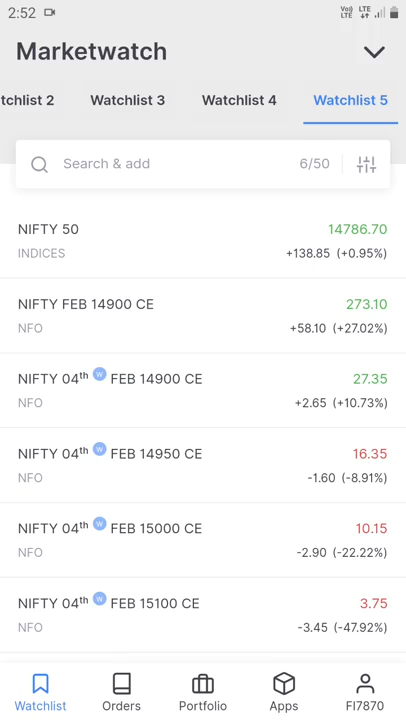 2:52 Vo) LTE LTE
Marketwatch
tchlist 2 Watchlist 3 Watchlist 4 Watchlist 5
Search & add 6/50
NIFTY 50 14786.70
INDICES +138.85 (+0.95%)
NIFTY FEB 14900 CE 273.10
NFO +58.10 (+27.02%)
NIFTY 04th W FEB 14900 CE 27.35
NFO +2.65 (+10.73%)
NIFTY 04th W FEB 14950 CE 16.35
NFO -1.60 (-8.91%)
NIFTY 04th W FEB 15000 CE 10.15
NFO -2.90 (-22.22%)
NIFTY 04th W FEB 15100 CE 3.75
NFO -3.45 (-47.92%)
Watchlist Orders Portfolio Apps FI7870